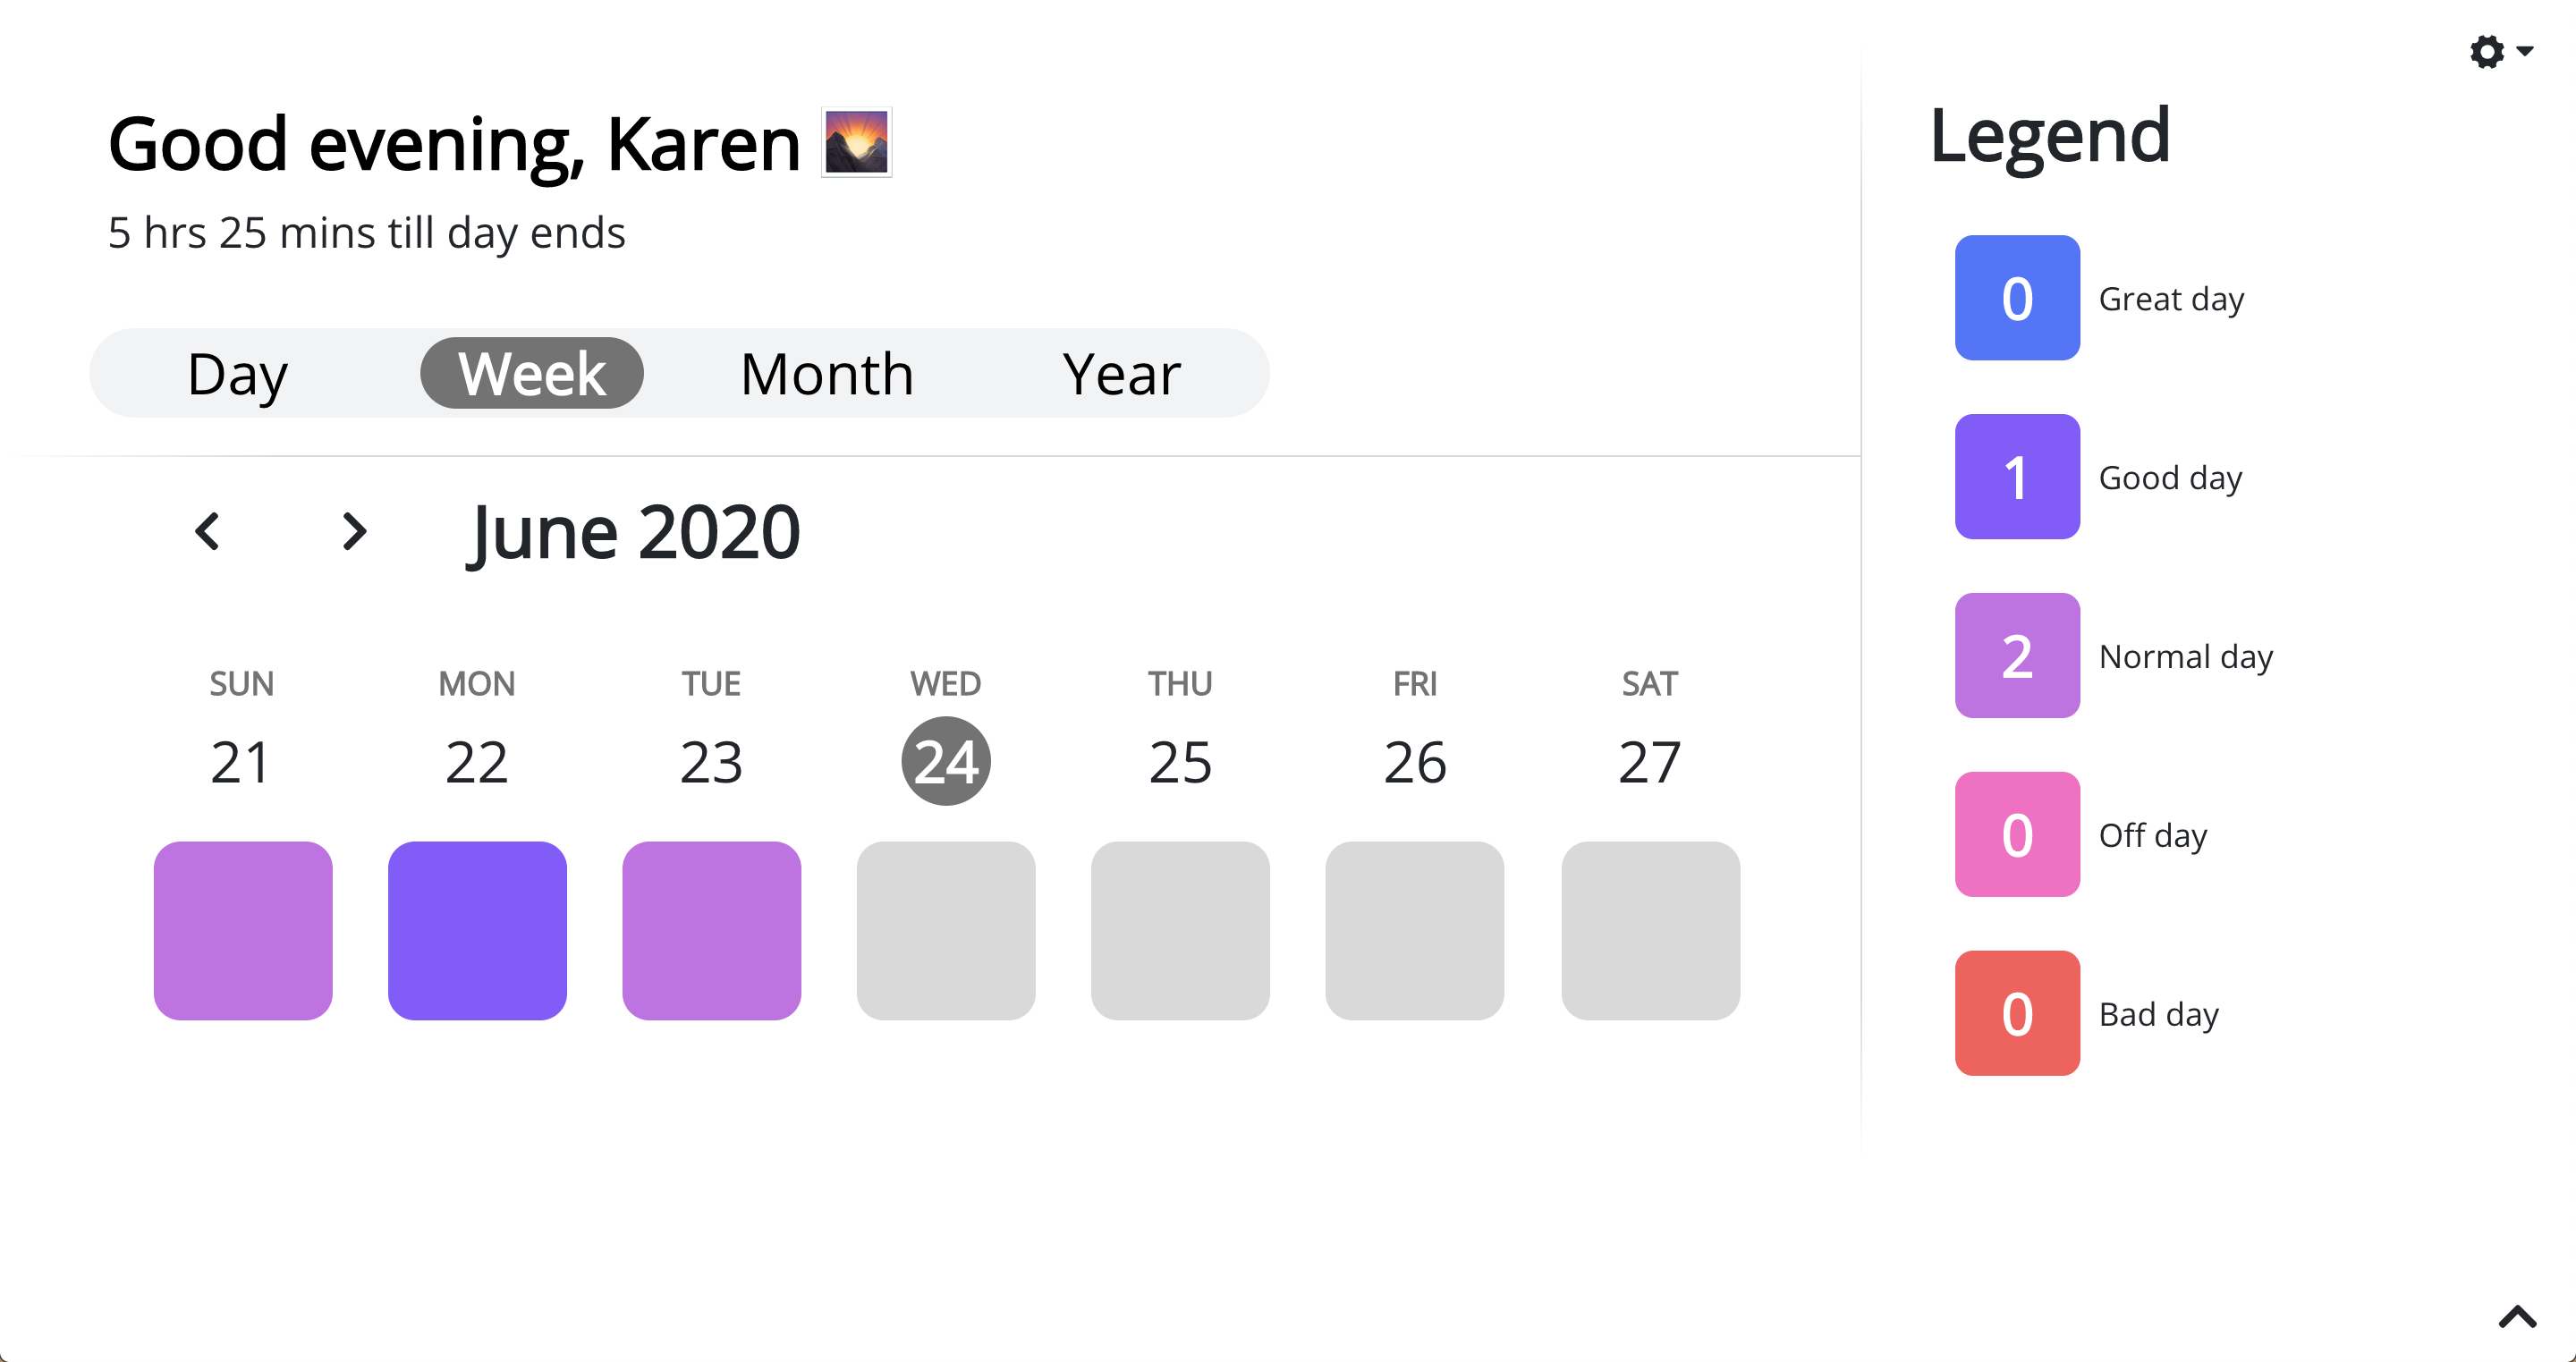 Good evening, Karen
5 hrs 25 mins till day ends
Day Week Month Year
June 2020
SUN MON TUE WED THU FRI SAT
21 22 23 24 25 26 27
Legend
0 Great day
1 Good day
2 Normal day
0 Off day
0 Bad day